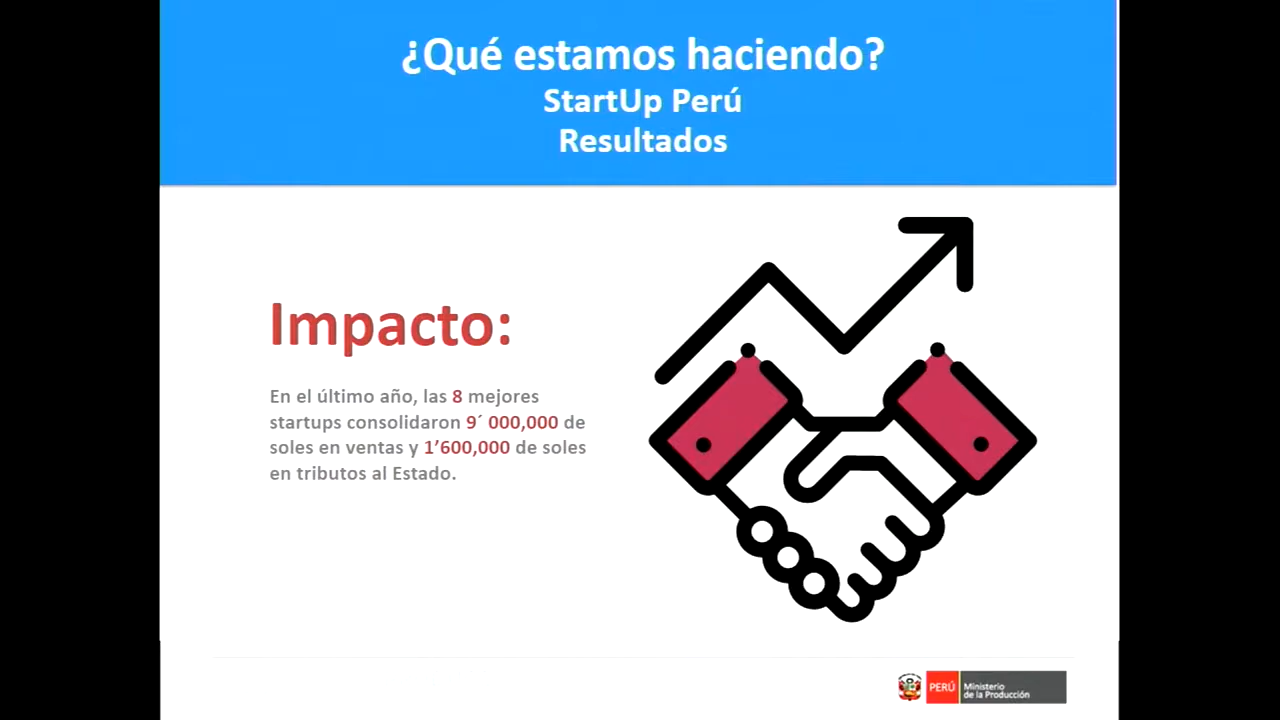 ¿Qué estamos haciendo?
StartUp Perú
Resultados
Impacto:
En el último año, las 8 mejores
startups consolidaron 9´ 000,000 de
soles en ventas y 1’600,000 de soles
en tributos al Estado.
PERÚ
Ministerio
de la Producción